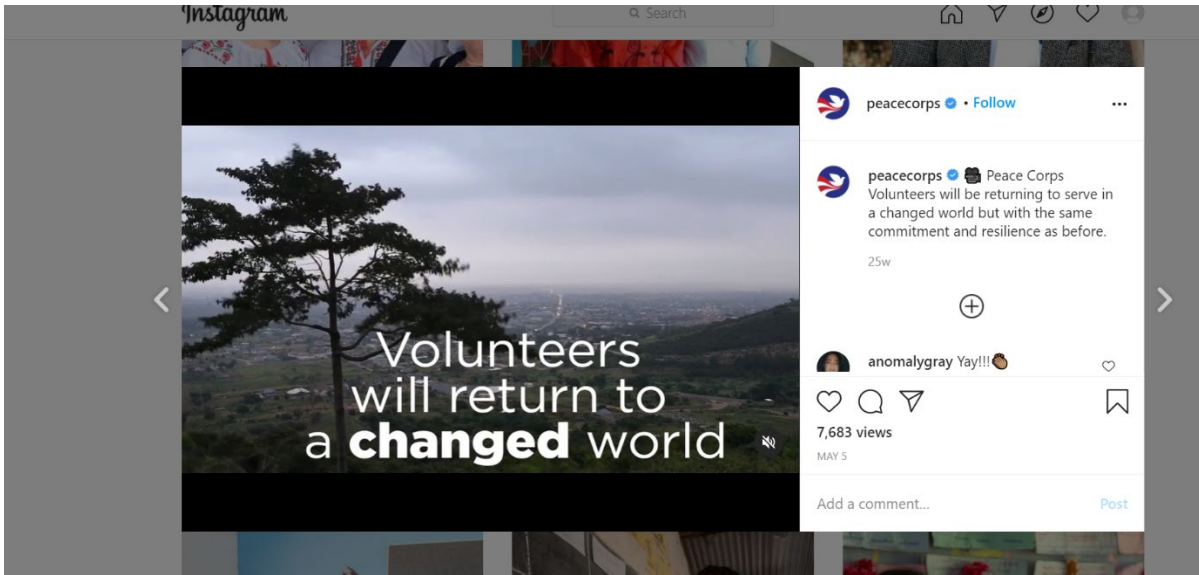 Instagram
Search
Volunteers
will return to
a changed world
peacecorps • Follow
peacecorps Peace Corps
Volunteers will be returning to serve in
a changed world but with the same
commitment and resilience as before.
25w
anomalygray Yay!!!
7,683 views
MAY 5
Add a comment...
Post